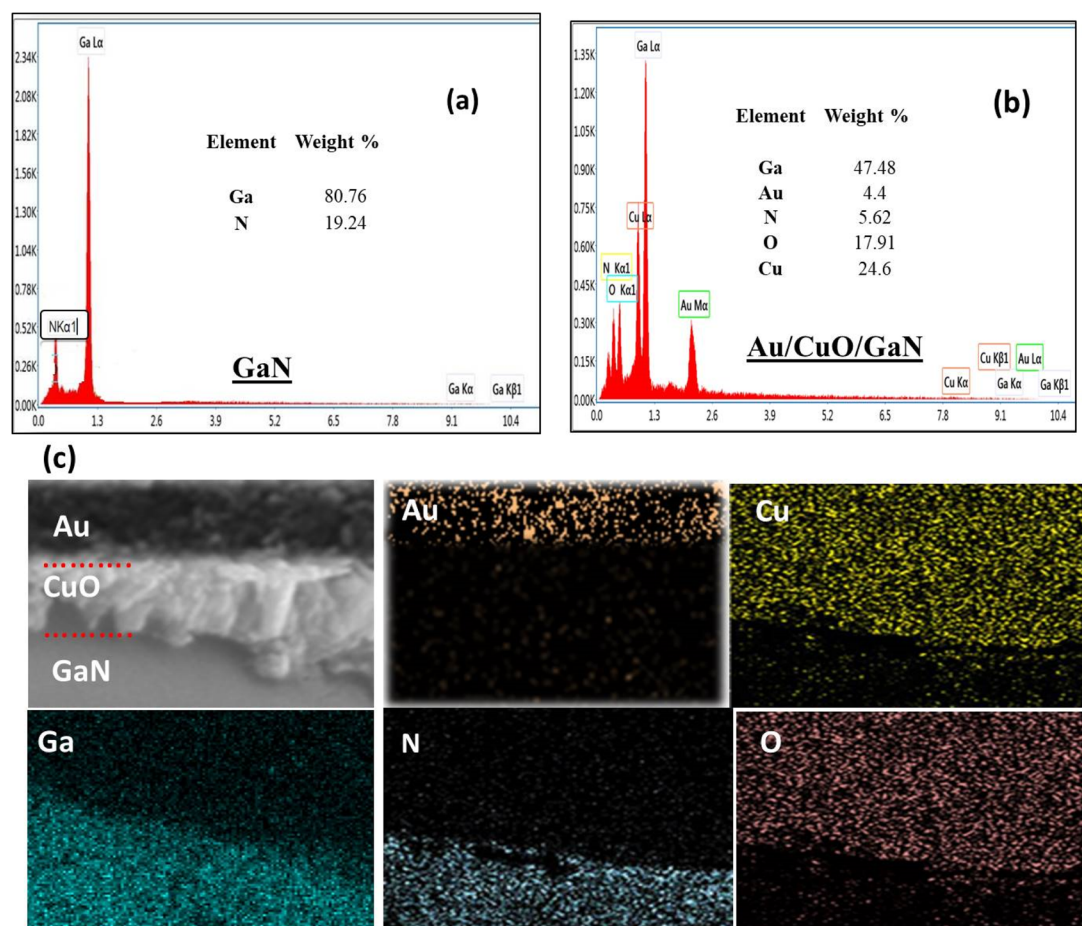 (a)
Ga Lα
2.34K
2.08K
1.82K
1.56K
1.30K
1.04K
0.78K
0.52K
0.26K
0.00K
Element Weight %
Ga 80.76
N 19.24
NKα1
GaN
Ga Kα
Ga Kβ1
0.0 1.3 2.6 3.9 5.2 6.5 7.8 9.1 10.4
(b)
Ga Lα
1.35K
1.20K
1.05K
0.90K
0.75K
0.60K
0.45K
0.30K
0.15K
0.00K
Element Weight %
Ga 47.48
Au 4.4
N 5.62
O 17.91
Cu 24.6
Cu Lα
N Kα1
O Kα1
Au Mα
Au/CuO/GaN
Cu Kβ1
Au Lα
Cu Kα
Ga Kα
Ga Kβ1
0.0 1.3 2.6 3.9 5.2 6.5 7.8 9.1 10.4
(c)
Au
CuO
GaN
Au
Cu
Ga
N
O